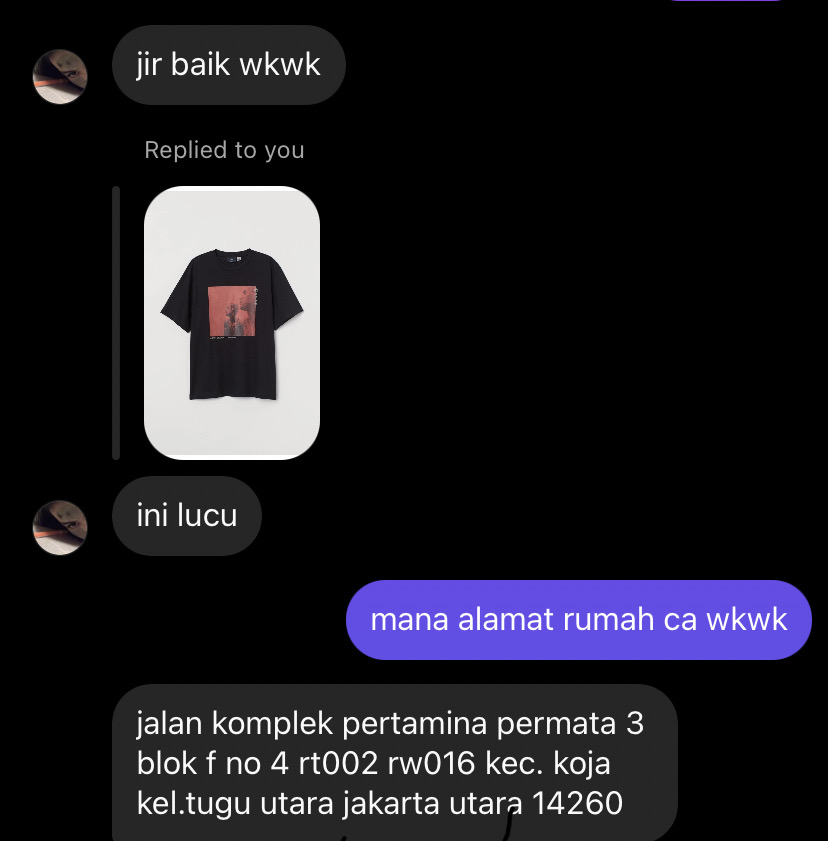 jir baik wkwk
Replied to you
ini lucu
mana alamat rumah ca wkwk
jalan komplek pertamina permata 3
blok f no 4 rt002 rw016 kec. koja
kel.tugu utara jakarta utara 14260